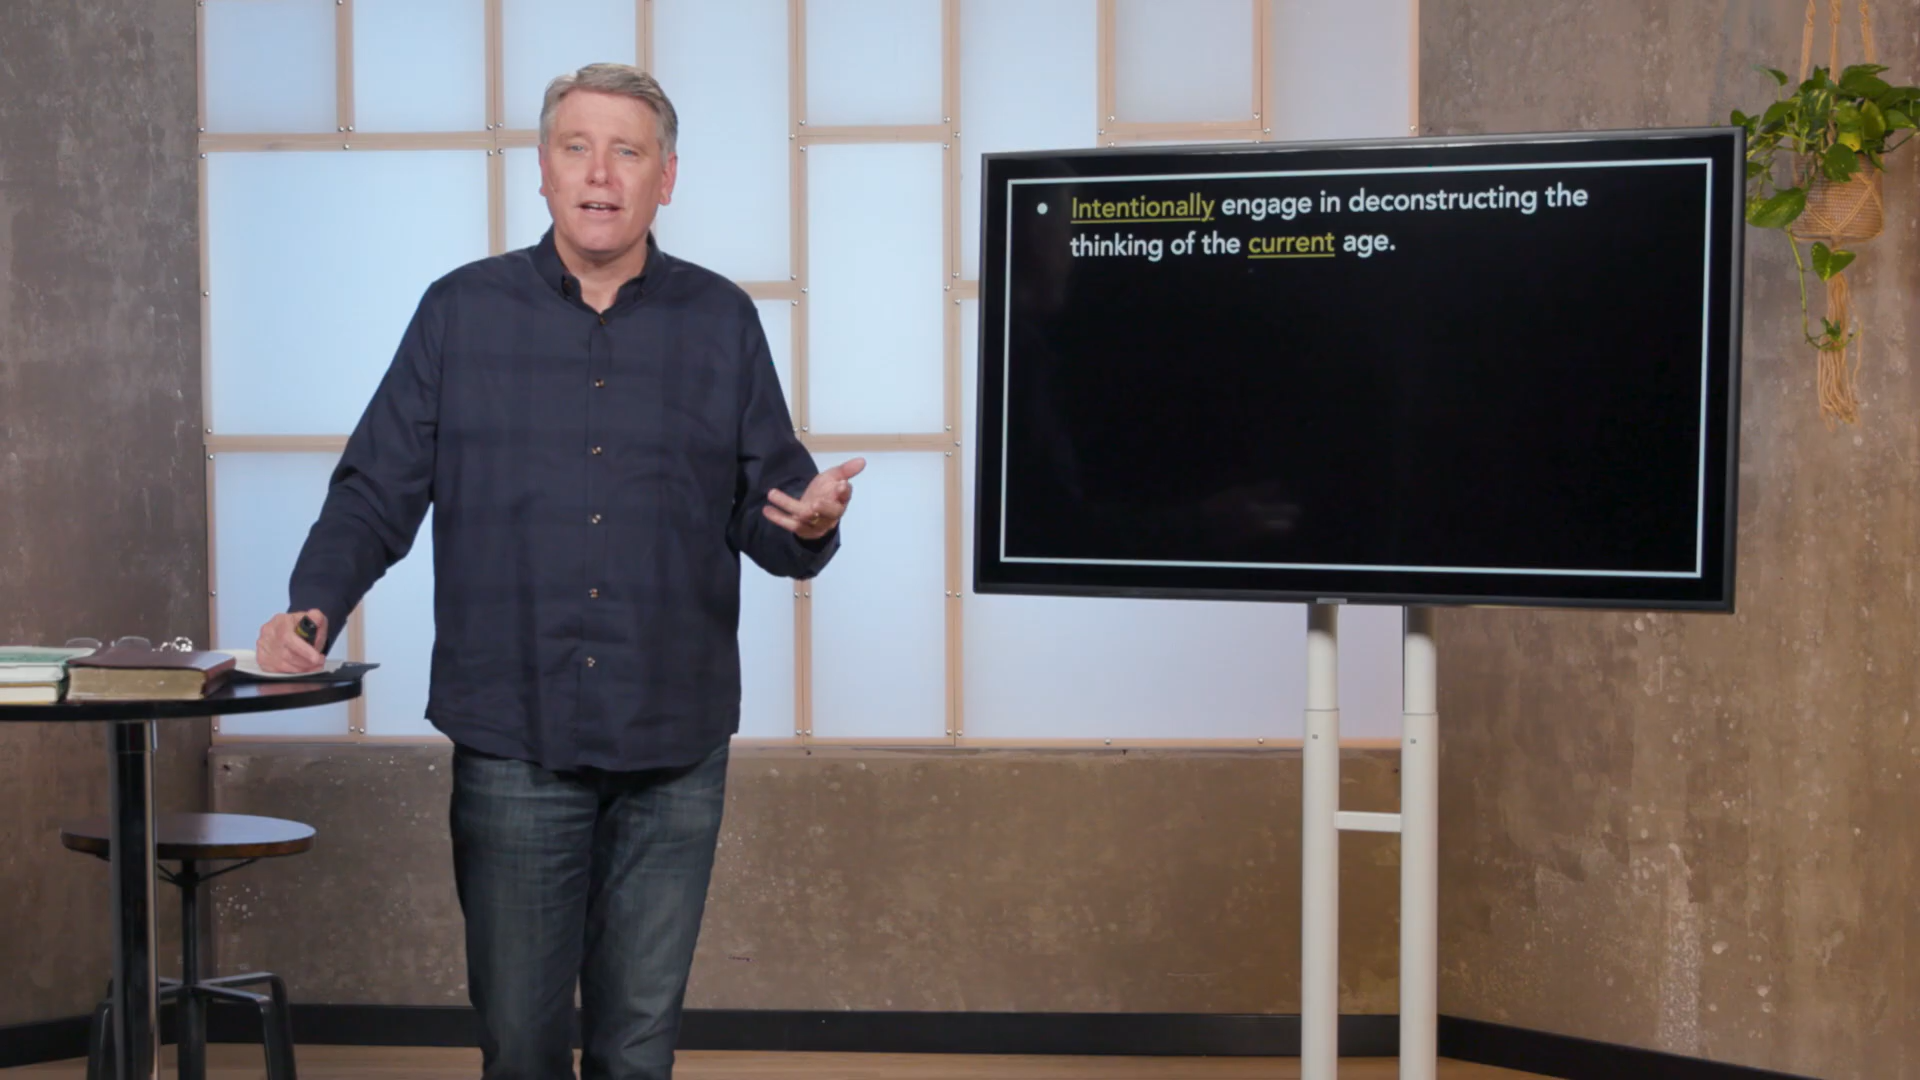 • Intentionally engage in deconstructing the
thinking of the current age.